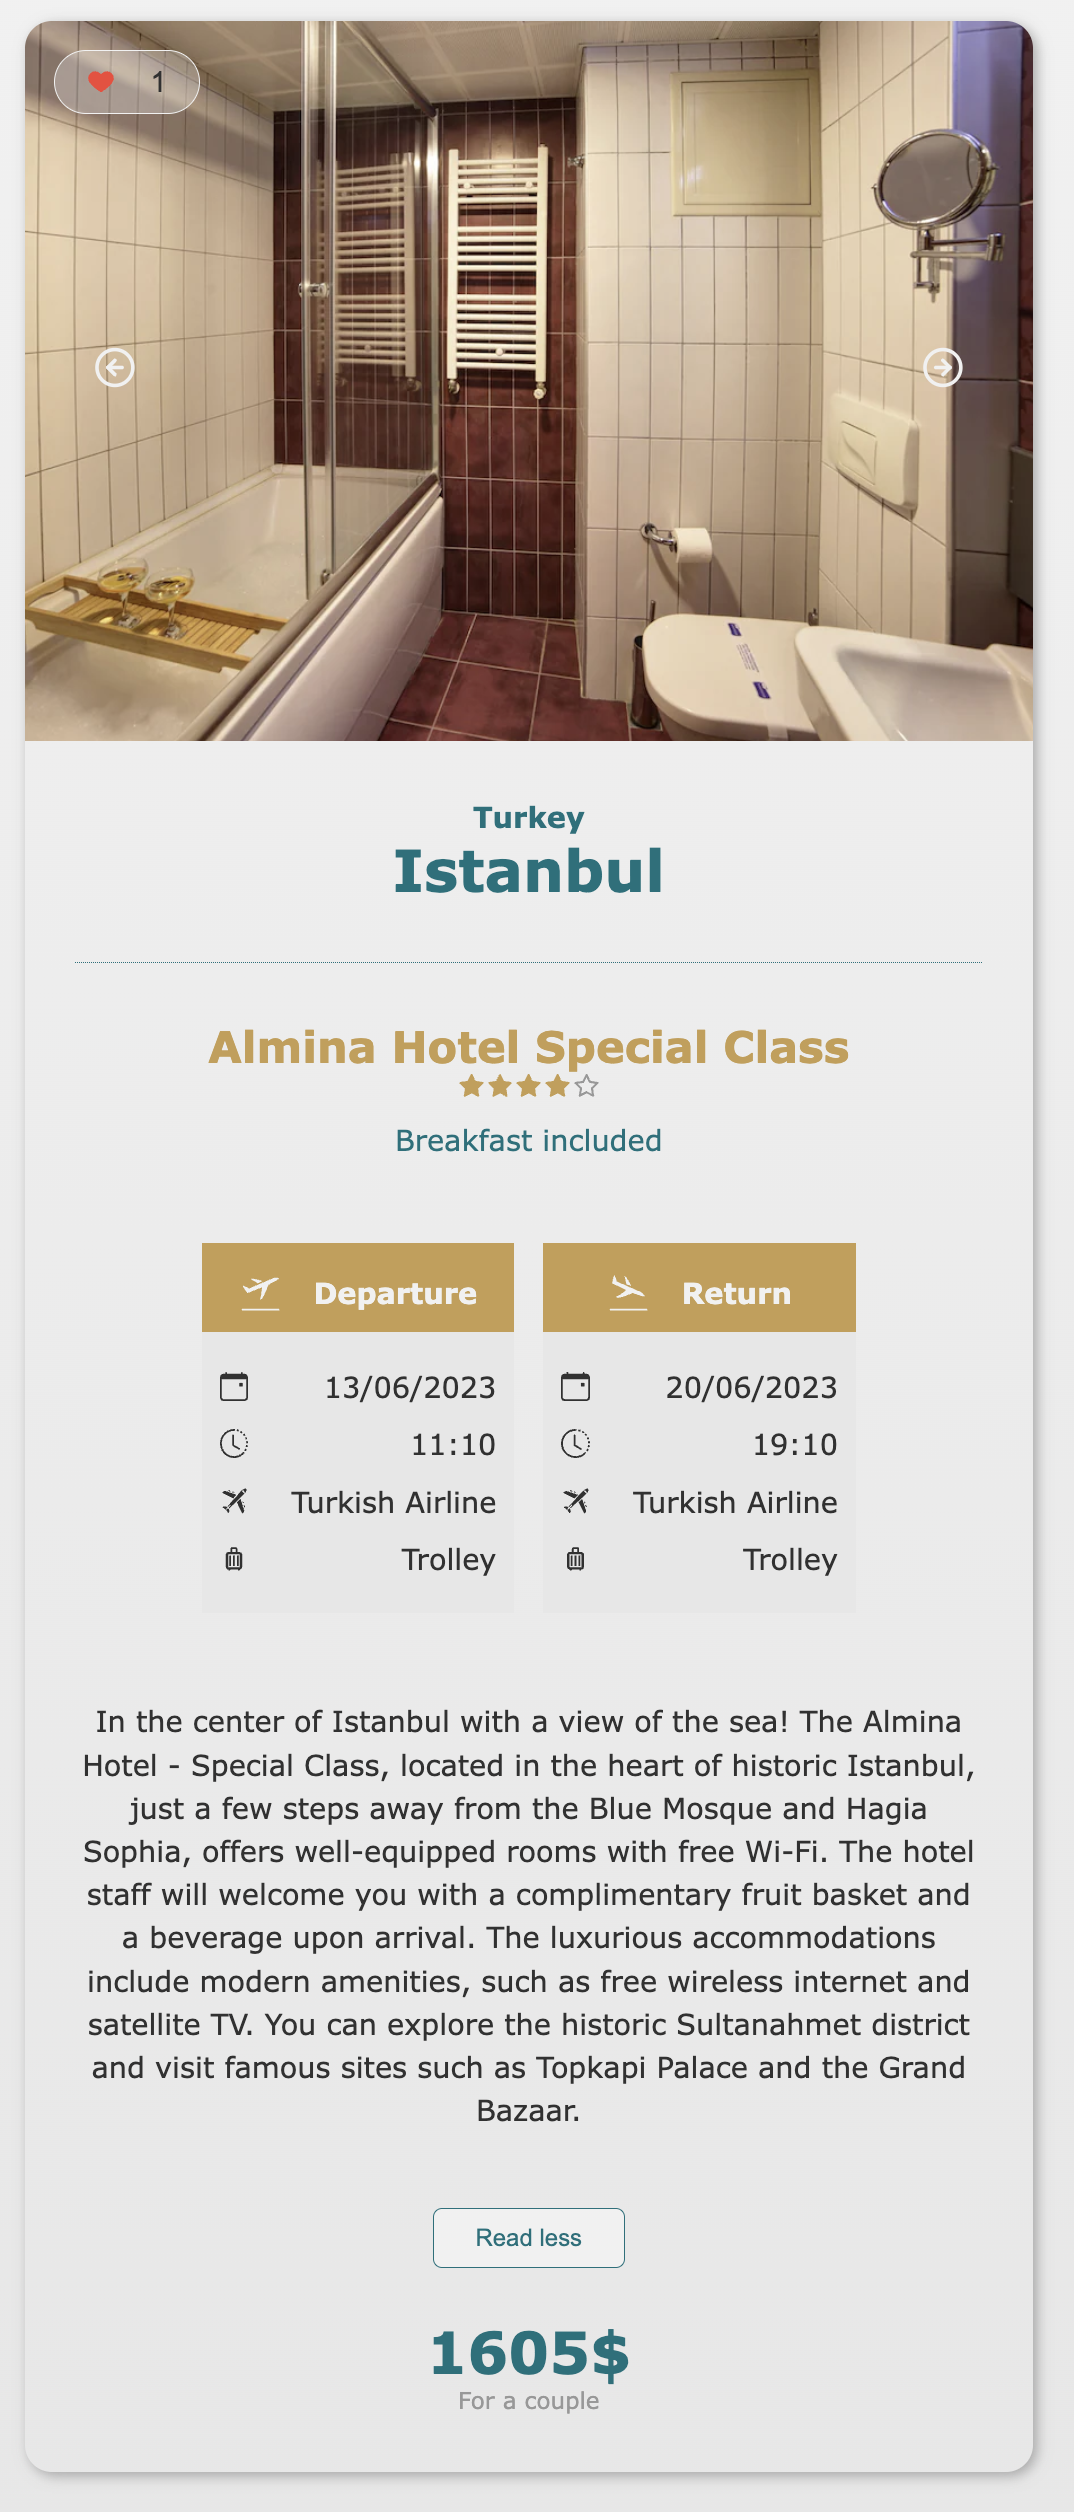 1
Turkey
Istanbul
Almina Hotel Special Class
Breakfast included
Departure
13/06/2023
11:10
Turkish Airline
Trolley
Return
20/06/2023
19:10
Turkish Airline
Trolley
In the center of Istanbul with a view of the sea! The Almina
Hotel - Special Class, located in the heart of historic Istanbul,
just a few steps away from the Blue Mosque and Hagia
Sophia, offers well-equipped rooms with free Wi-Fi. The hotel
staff will welcome you with a complimentary fruit basket and
a beverage upon arrival. The luxurious accommodations
include modern amenities, such as free wireless internet and
satellite TV. You can explore the historic Sultanahmet district
and visit famous sites such as Topkapi Palace and the Grand
Bazaar.
Read less
1605$
For a couple